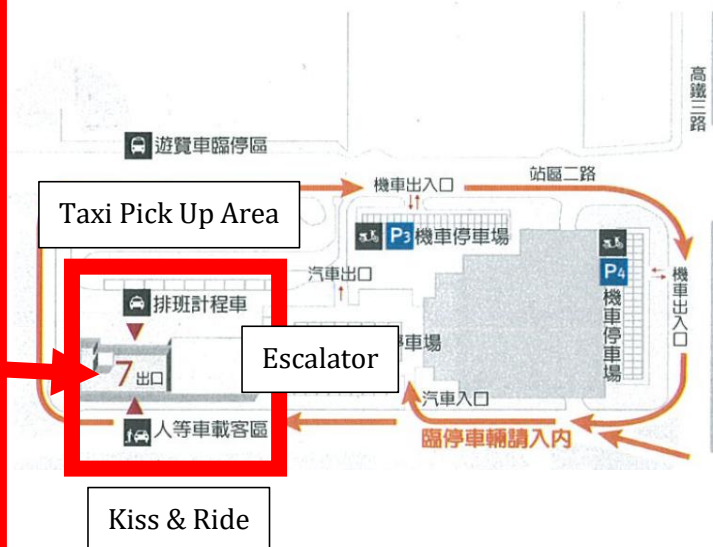 高鐵三路
遊覽車臨停區
站區二路
機車出入口
Taxi Pick Up Area
P3 機車停車場
P4
機車停車場
機車出入口
汽車出口
排班計程車
Escalator
車場
7 出口
汽車入口
人等車載客區
臨停車輛請入內
Kiss & Ride